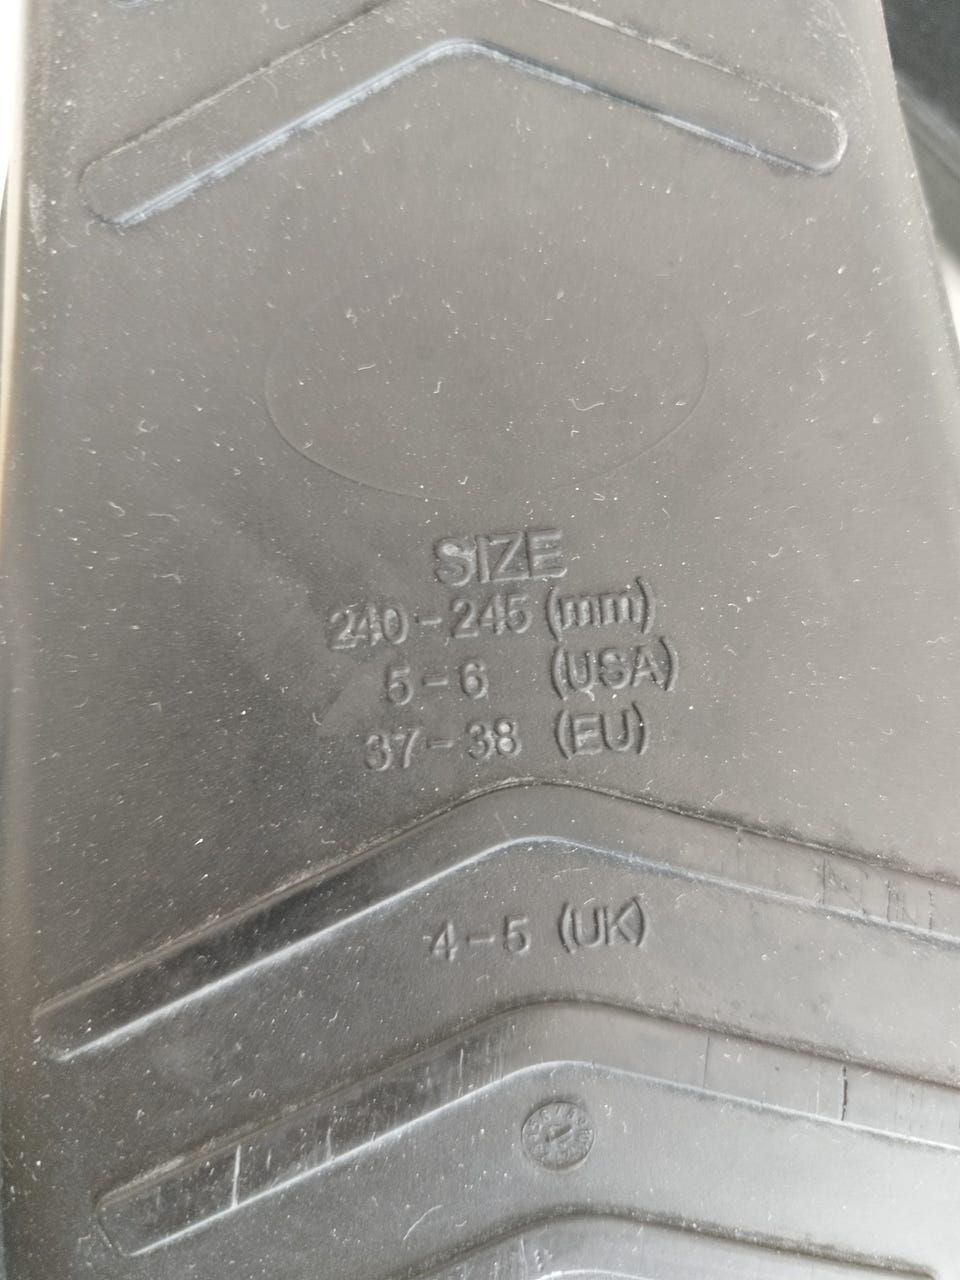 SIZE
240-245 (mm)
5-6 (USA)
37-38 (EU)
4-5 (UK)